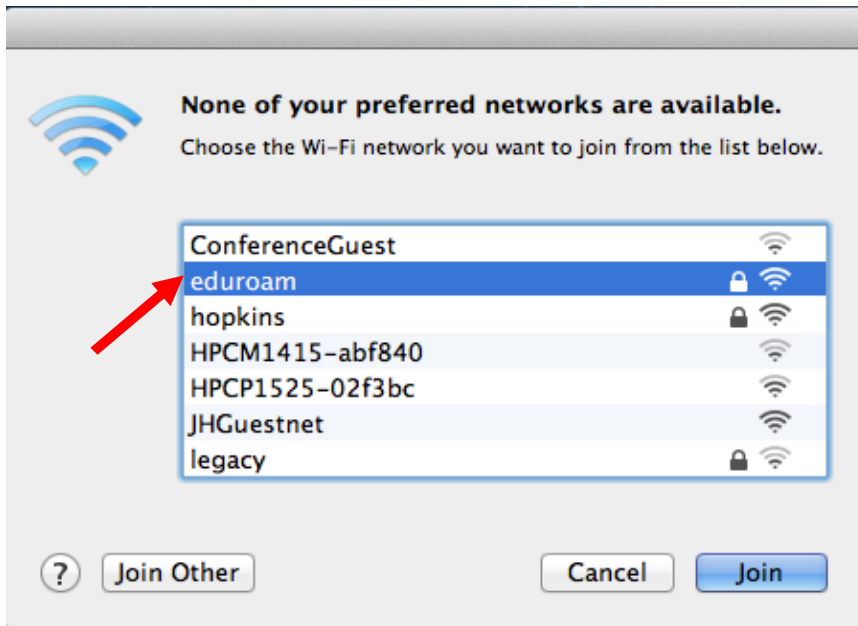 None of your preferred networks are available.
Choose the Wi-Fi network you want to join from the list below.
ConferenceGuest
eduroam
hopkins
HPCM1415-abf840
HPCP1525-02f3bc
JHGuestnet
legacy
? Join Other Cancel Join